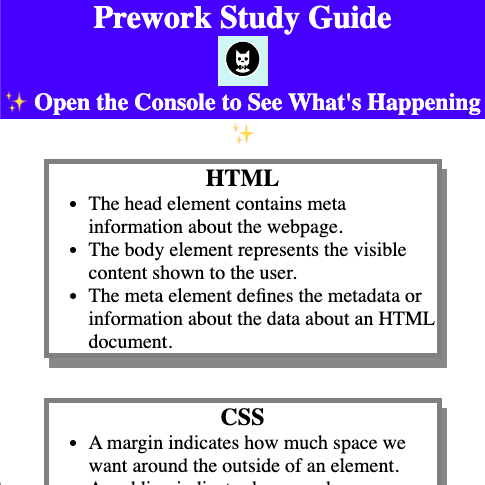 Prework Study Guide
✨ Open the Console to See What's Happening
✨
HTML
• The head element contains meta
information about the webpage.
• The body element represents the visible
content shown to the user.
• The meta element defines the metadata or
information about the data about an HTML
document.
CSS
• A margin indicates how much space we
want around the outside of an element.